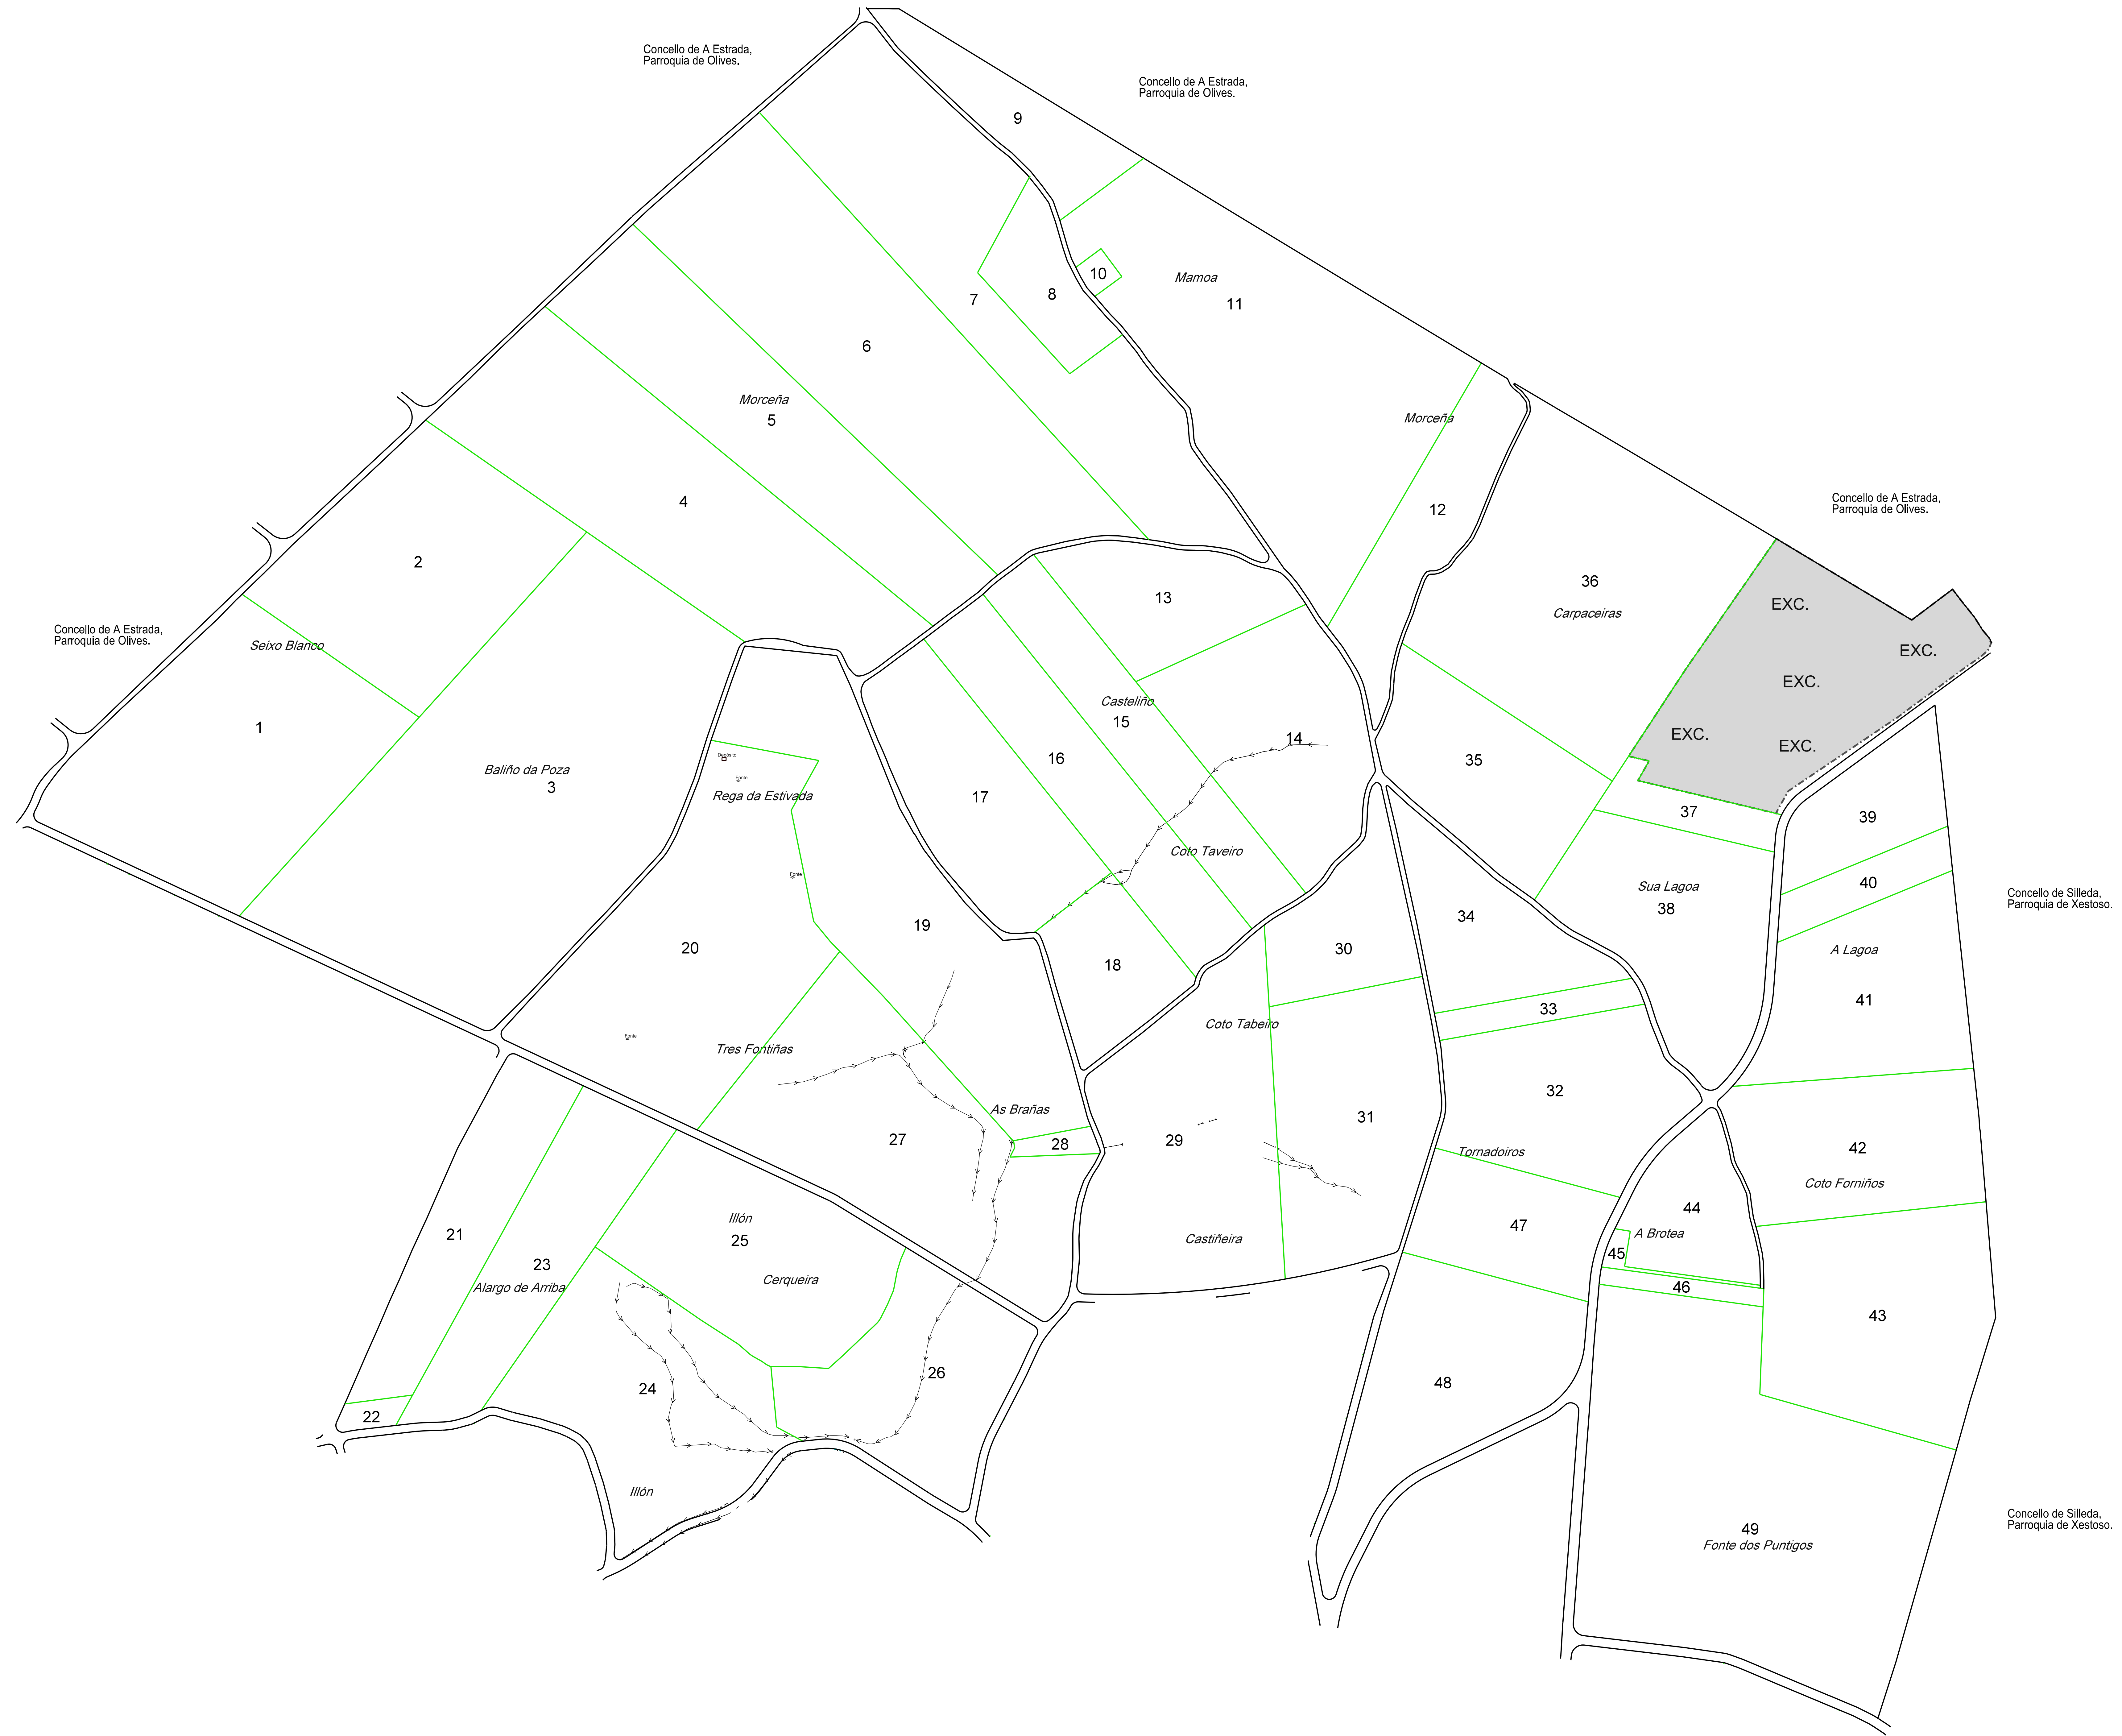 Concello de A Estrada,
Parroquia de Olives.
Concello de A Estrada,
Parroquia de Olives.
9
10
Mamoa
11
8
7
6
Morceña
5
Morceña
4
12
Concello de A Estrada,
Parroquia de Olives.
2
36
Carpaceiras
EXC.
EXC.
EXC.
EXC.
EXC.
13
Concello de A Estrada,
Parroquia de Olives.
Seixo Blanco
1
Casteliño
15
14
16
35
Depósito
Fonte
Baliño da Poza
3
Rega da Estivada
17
37
39
Coto Taveiro
Fonte
Sua Lagoa
38
40
Concello de Silleda,
Parroquia de Xestoso.
34
19
20
30
A Lagoa
18
41
33
Coto Tabeiro
Fonte
Tres Fontiñas
32
As Brañas
31
27
28
29
Tornadoiros
42
Coto Forniños
44
Illón
25
21
47
A Brotea
Castiñeira
45
23
Cerqueira
Alargo de Arriba
46
43
26
48
24
22
Illón
Concello de Silleda,
Parroquia de Xestoso.
49
Fonte dos Puntigos